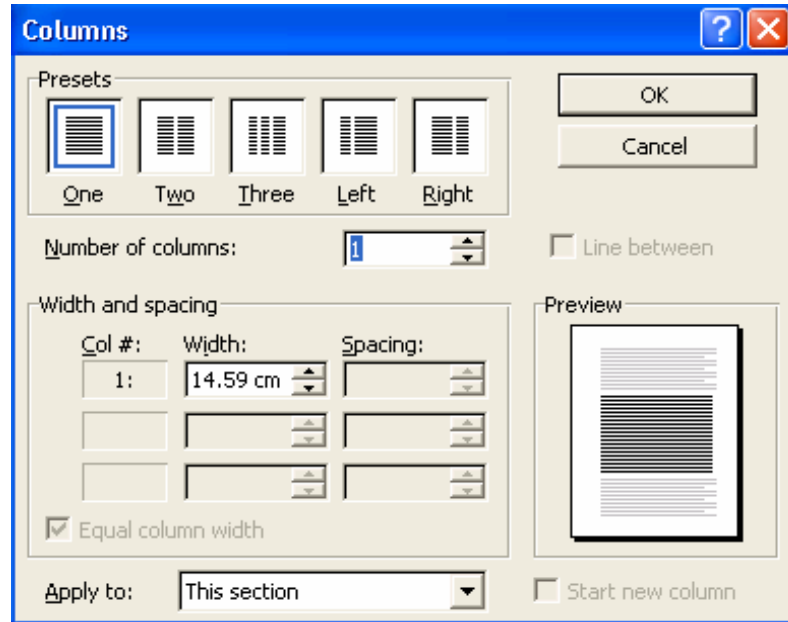 Columns
Presets
OK
Cancel
One Two Three Left Right
Number of columns: 1
Line between
Width and spacing
Preview
Col #: Width: Spacing:
1: 14.59 cm
Equal column width
Apply to: This section
Start new column